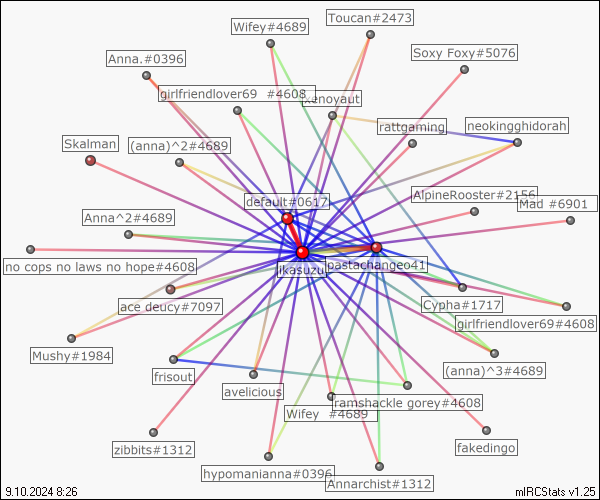 Toucan#2473
Wifey#4689
Soxy Foxy#5076
Anna.#0396
girlfriendlover69 #4608
xenoyaut
rattgaming
neokingghidorah
Skalman
(anna)^2#4689
default#0617
AlpineRooster#2156
Mad #6901
Anna^2#4689
no cops no laws no hope#4608
ikasuzu
pastachangeo41
ace deucy#7097
Cypha#1717
girlfriendlover69#4608
Mushy#1984
frisout
(anna)^3#4689
avelicious
ramshackle gorey#4608
Wifey #4689
zibbits#1312
fakedingo
hypomanianna#0396
Annarchist#1312
9.10.2024 8:26
mIRCStats v1.25